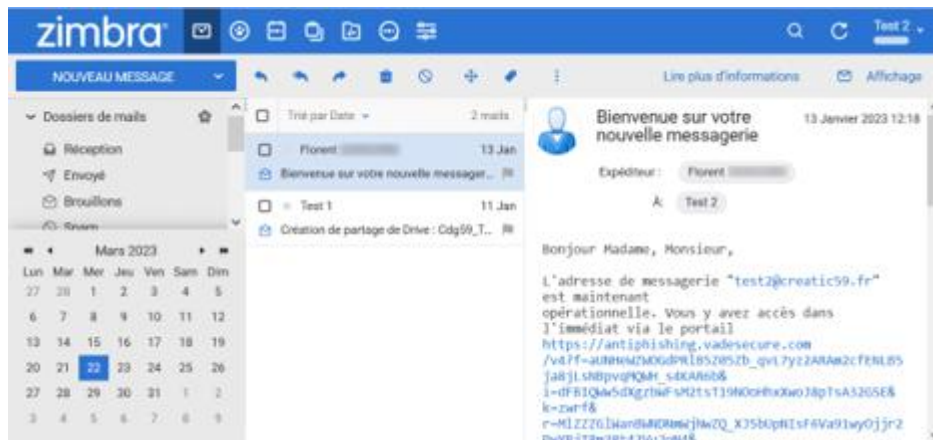 zimbra
Test 2
NOUVEAU MESSAGE
Lire plus d'informations
Affichage
Dossiers de mails
Réception
Envoyé
Brouillons
Spam
Mars 2023
Lun Mar Mer Jeu Ven Sam Dim
27 28 1 2 3 4 5
6 7 8 9 10 11 12
13 14 15 16 17 18 19
20 21 22 23 24 25 26
27 28 29 30 31 1 2
3 4 5 6 7 8 9
Trié par Date
2 mails
Florent
13 Jan
Bienvenue sur votre nouvelle messager...
Test 1
11 Jan
Création de partage de Drive : Cdg59_T...
Bienvenue sur votre
nouvelle messagerie
13 Janvier 2023 12:18
Expéditeur :
Florent
À:
Test 2
Bonjour Madame, Monsieur,
L'adresse de messagerie "test2@creatic59.fr"
est maintenant
opérationnelle. Vous y avez accès dans
l'immédiat via le portail
https://antiphishing.vadesecure.com